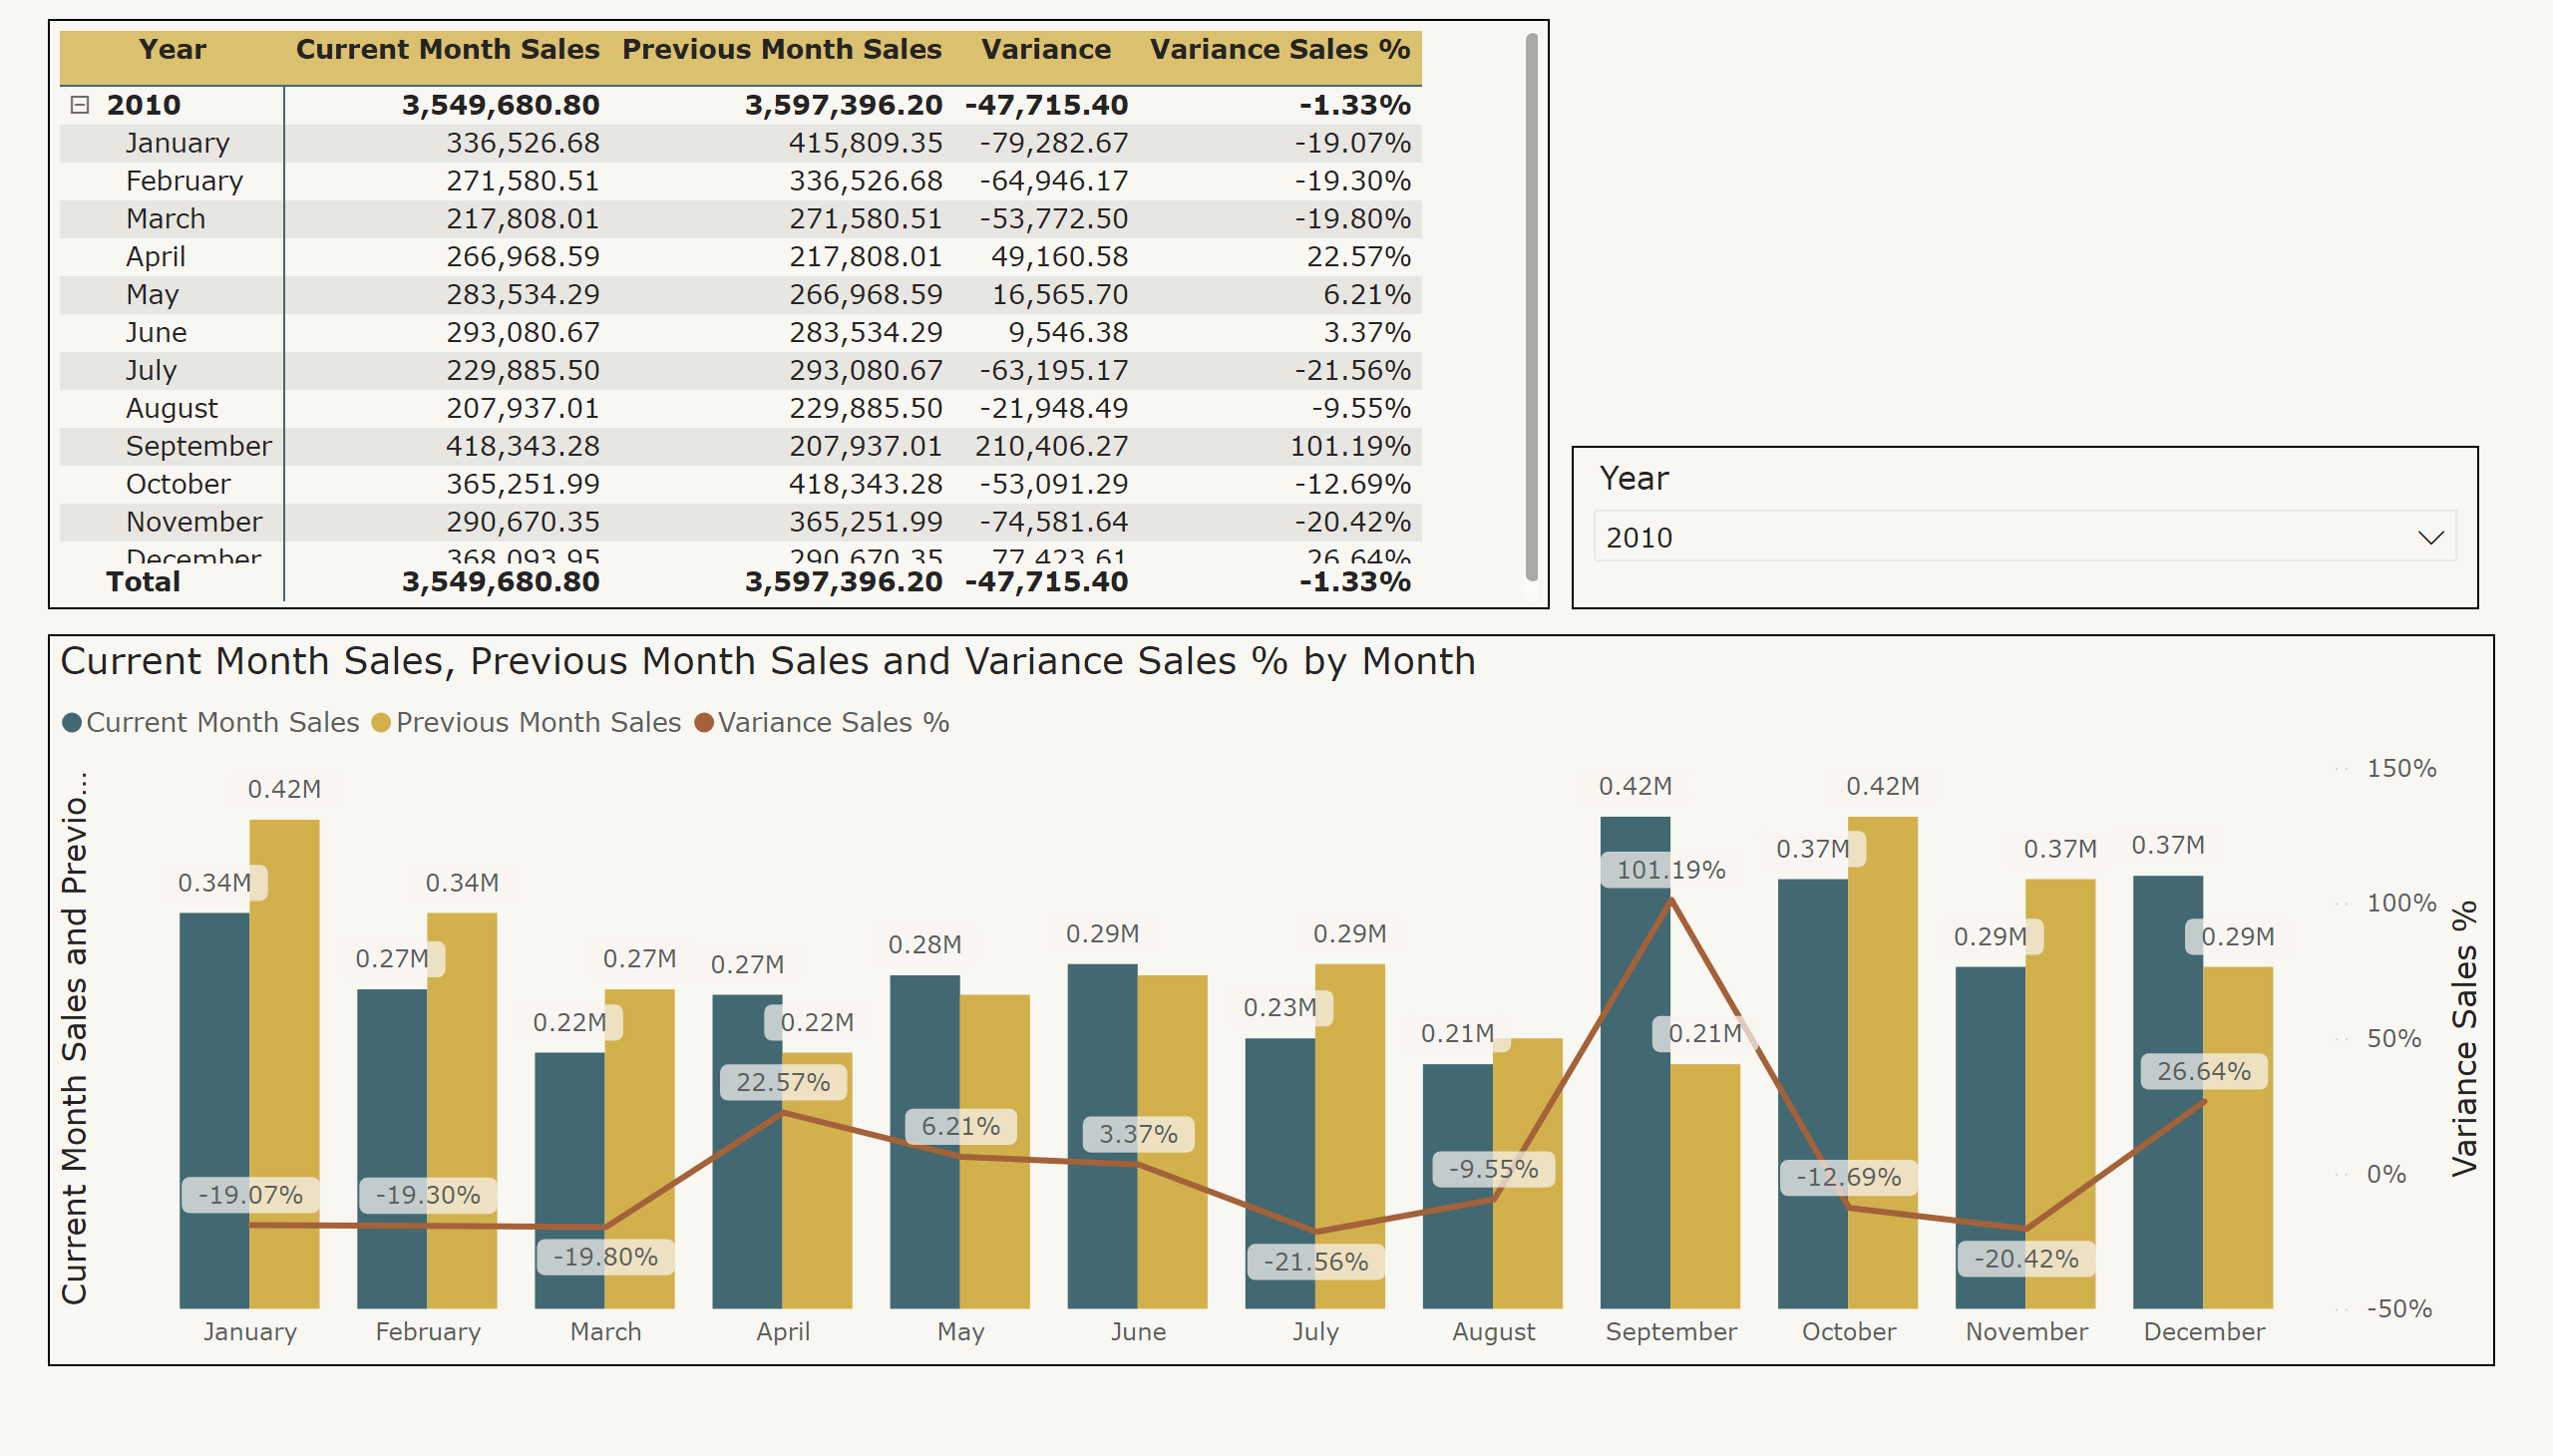 Year Current Month Sales Previous Month Sales Variance Variance Sales %
2010 3,549,680.80 3,597,396.20 -47,715.40 -1.33%
January 336,526.68 415,809.35 -79,282.67 -19.07%
February 271,580.51 336,526.68 -64,946.17 -19.30%
March 217,808.01 271,580.51 -53,772.50 -19.80%
April 266,968.59 217,808.01 49,160.58 22.57%
May 283,534.29 266,968.59 16,565.70 6.21%
June 293,080.67 283,534.29 9,546.38 3.37%
July 229,885.50 293,080.67 -63,195.17 -21.56%
August 207,937.01 229,885.50 -21,948.49 -9.55%
September 418,343.28 207,937.01 210,406.27 101.19%
October 365,251.99 418,343.28 -53,091.29 -12.69%
November 290,670.35 365,251.99 -74,581.64 -20.42%
December 368,093.95 290,670.35 77,423.61 26.64%
Total 3,549,680.80 3,597,396.20 -47,715.40 -1.33%
Year
2010
Current Month Sales, Previous Month Sales and Variance Sales % by Month
Current Month Sales Previous Month Sales Variance Sales %
Current Month Sales and Previo...
0.34M 0.42M
0.27M 0.34M
0.22M 0.27M
0.27M 0.22M
0.28M
0.29M
0.23M 0.29M
0.21M
0.42M 0.21M
0.37M 0.42M
0.29M 0.37M
0.37M 0.29M
-19.07% -19.30% -19.80% 22.57% 6.21% 3.37% -21.56% -9.55% 101.19% -12.69% -20.42% 26.64%
150%
100%
50%
0%
-50%
Variance Sales %
January February March April May June July August September October November December